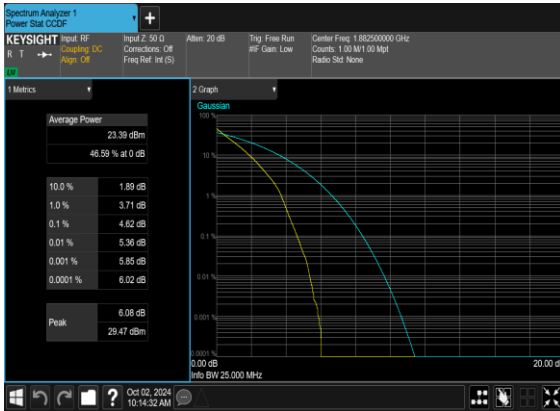 Spectrum Analyzer 1
Power Stat CCDF
+
KEYSIGHT
R T
LXI
Input: RF
Coupling: DC
Align: Off
Input Z: 50 Ω
Corrections: Off
Freq Ref: Int (S)
Atten: 20 dB
Trig: Free Run
#IF Gain: Low
Center Freq: 1.882500000 GHz
Counts: 1.00 M/1.00 Mpt
Radio Std: None
1 Metrics
Average Power
23.39 dBm
46.59 % at 0 dB
10.0 % 1.89 dB
1.0 % 3.71 dB
0.1 % 4.62 dB
0.01 % 5.36 dB
0.001 % 5.85 dB
0.0001 % 6.02 dB
Peak
6.08 dB
29.47 dBm
2 Graph
Gaussian
100 %
10 %
1 %
0.1 %
0.01 %
0.001 %
0.0001 %
0.00 dB
20.00 d
Info BW 25.000 MHz
?
Oct 02, 2024
10:14:32 AM